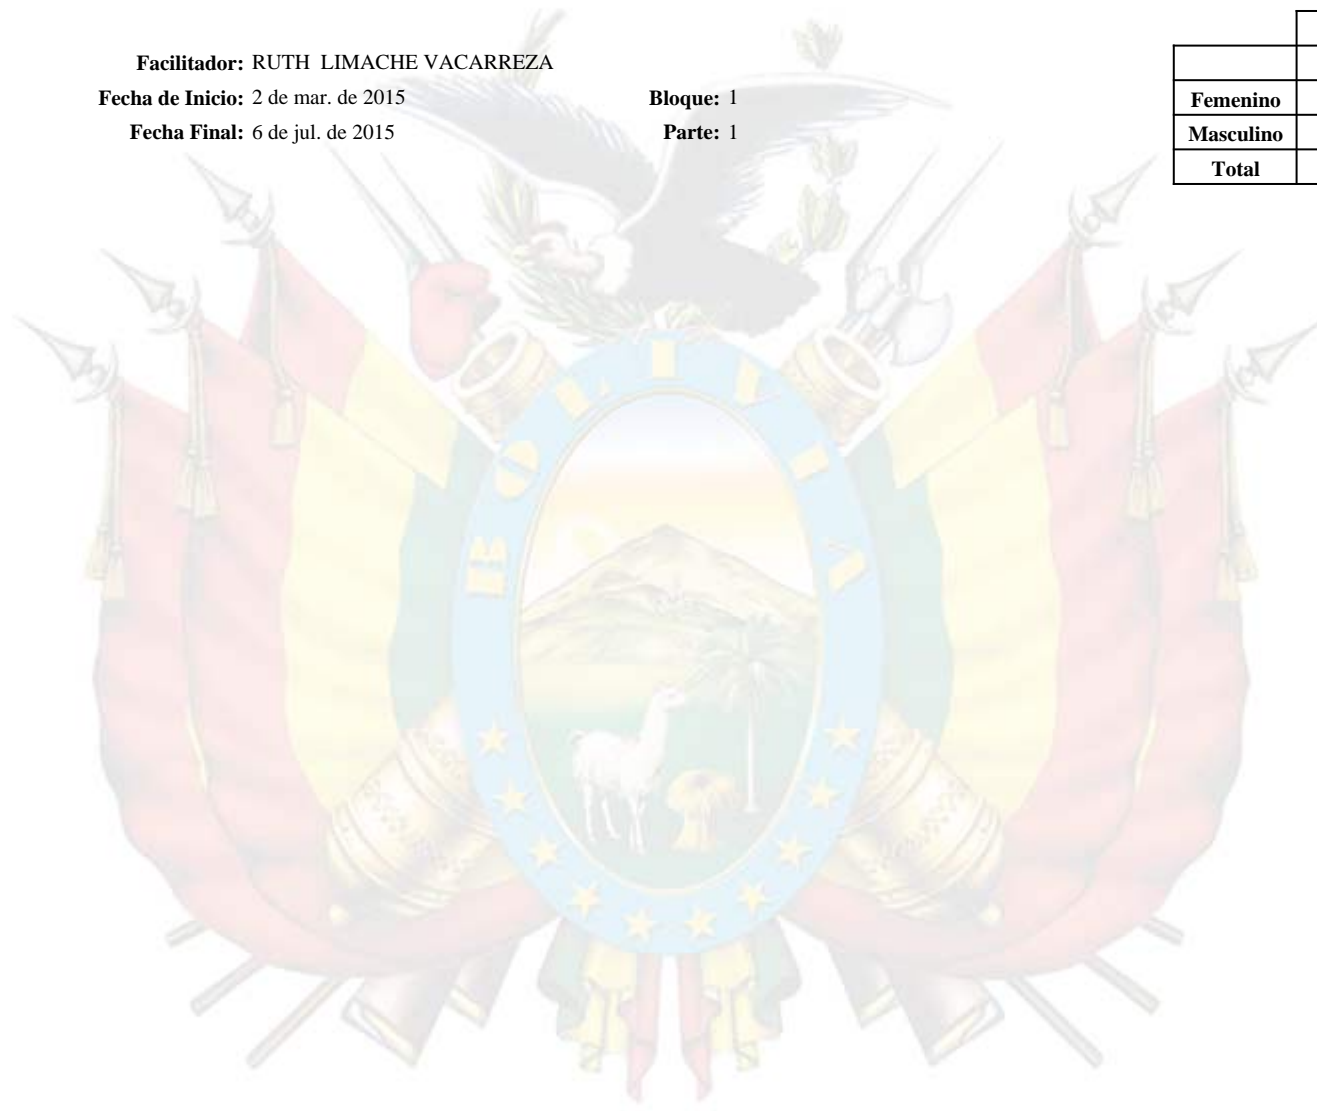 Facilitador: RUTH LIMACHE VACARREZA
Fecha de Inicio: 2 de mar. de 2015 Bloque: 1
Fecha Final: 6 de jul. de 2015 Parte: 1
Femenino
Masculino
Total
BOLIVIA